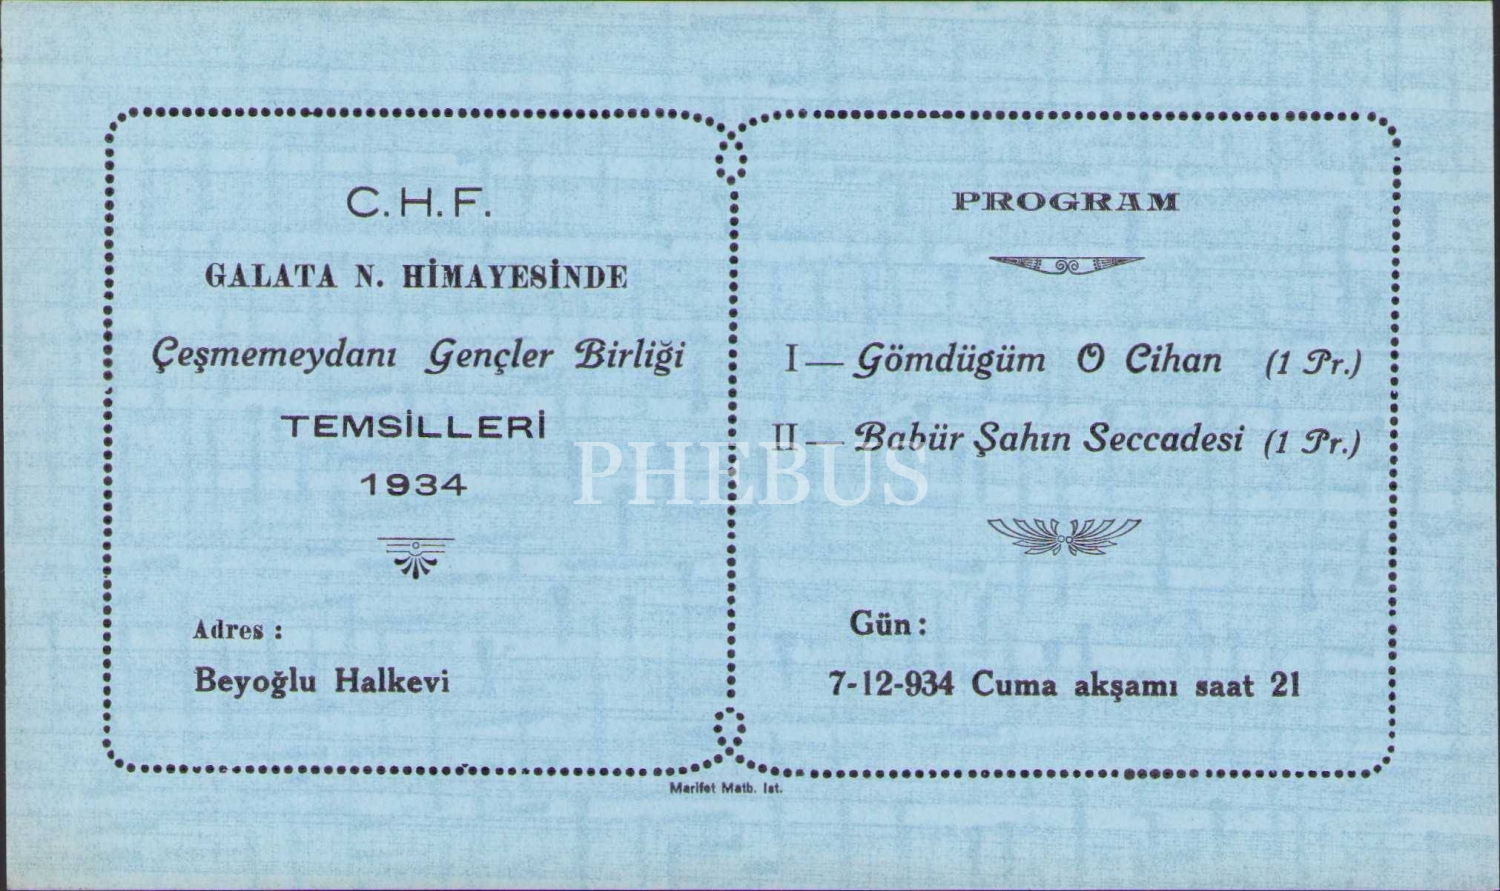 C.H.F.
GALATA N. HİMAYESİNDE
Çeşmemeydanı Gençler Birliği
TEMSİLLERİ
1934
Adres :
Beyoğlu Halkevi
PROGRAM
I — Gömdügüm O Cihan (1 Pr.)
II — Babür Şahın Seccadesi (1 Pr.)
Gün :
7-12-934 Cuma akşamı saat 21
Marifet Matb. Ist.
PHEBUS